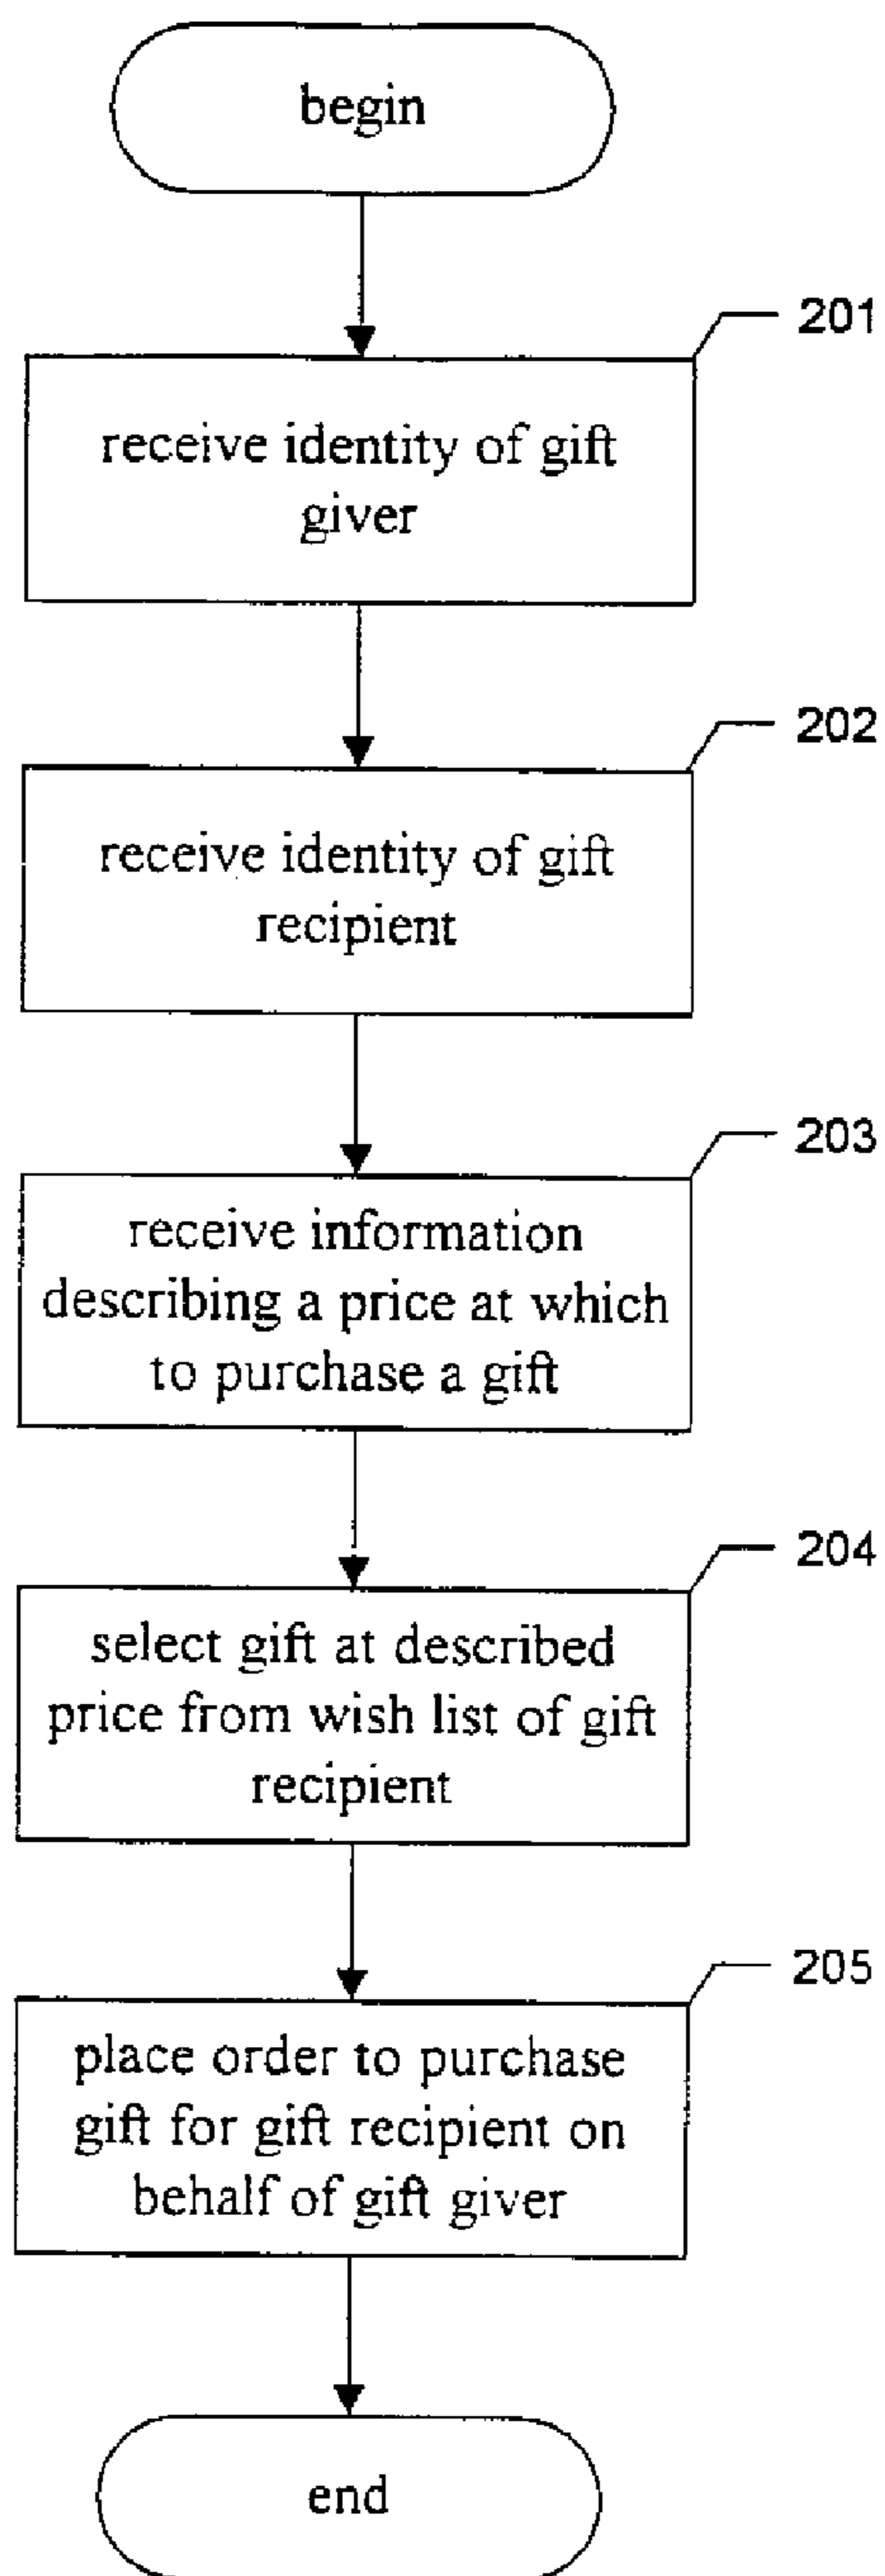 begin
201
receive identity of gift
giver
202
receive identity of gift
recipient
203
receive information
describing a price at which
to purchase a gift
204
select gift at described
price from wish list of gift
recipient
205
place order to purchase
gift for gift recipient on
behalf of gift giver
end